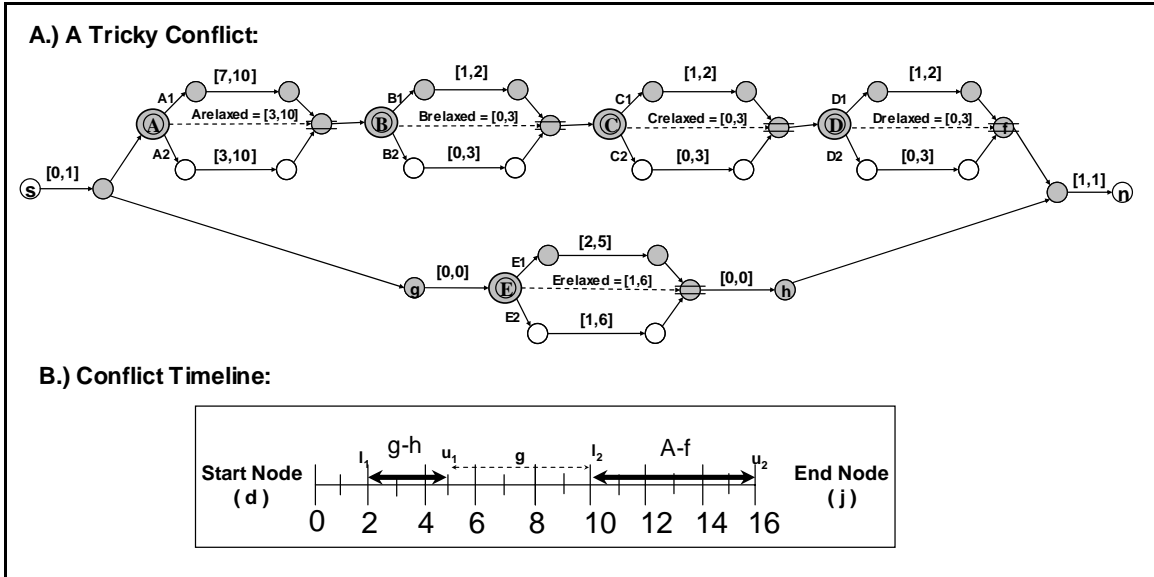 A.) A Tricky Conflict:
[7,10] [1,2] [1,2] [1,2]
A1 B1 C1 D1
A Arelaxed = [3,10] B Brelaxed = [0,3] C Crelaxed = [0,3] D Drelaxed = [0,3] f
A2 B2 C2 D2
[3,10] [0,3] [0,3] [0,3]
[0,1] [1,1]
s n
[2,5]
E1
g [0,0] E Erelaxed = [1,6] [0,0] h
E2
[1,6]
B.) Conflict Timeline:
l1 g-h u1 g l2 A-f u2
Start Node End Node
( d ) ( j )
0 2 4 6 8 10 12 14 16